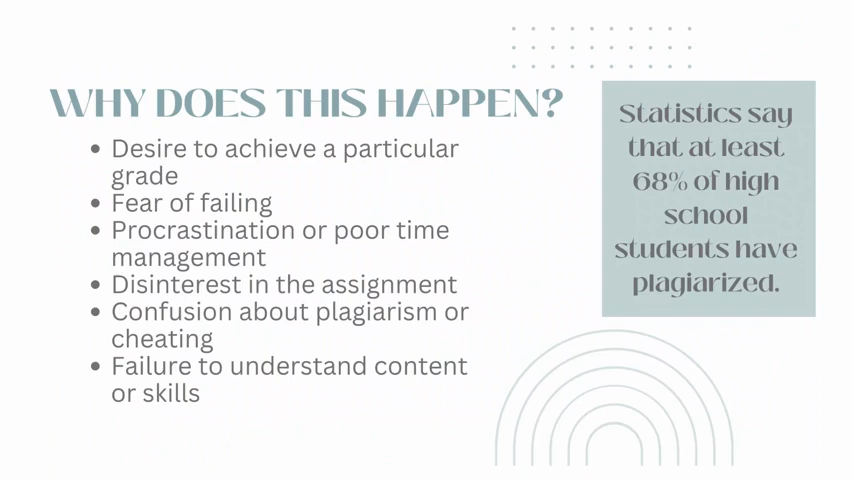 WHY DOES THIS HAPPEN?
• Desire to achieve a particular
grade
• Fear of failing
• Procrastination or poor time
management
• Disinterest in the assignment
• Confusion about plagiarism or
cheating
• Failure to understand content
or skills
Statistics say
that at least
68% of high
school
students have
plagiarized.